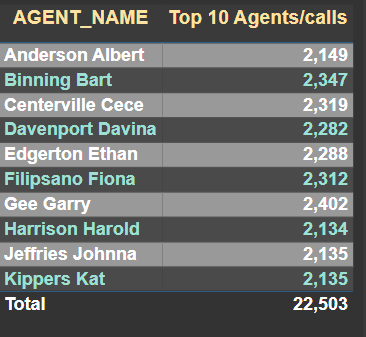 AGENT_NAME Top 10 Agents/calls
Anderson Albert 2,149
Binning Bart 2,347
Centerville Cece 2,319
Davenport Davina 2,282
Edgerton Ethan 2,288
Filipsano Fiona 2,312
Gee Garry 2,402
Harrison Harold 2,134
Jeffries Johnna 2,135
Kippers Kat 2,135
Total 22,503